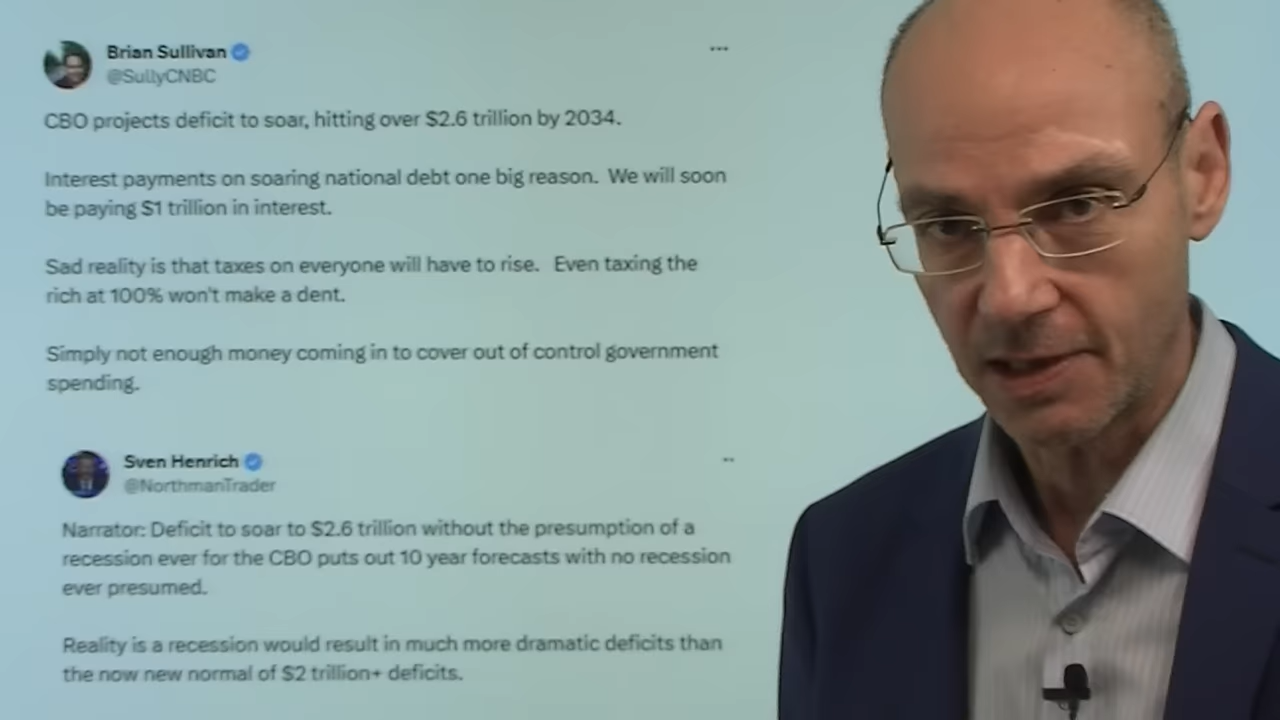 Brian Sullivan
@SullyCNBC
CBO projects deficit to soar, hitting over $2.6 trillion by 2034.
Interest payments on soaring national debt one big reason. We will soon
be paying $1 trillion in interest.
Sad reality is that taxes on everyone will have to rise. Even taxing the
rich at 100% won't make a dent.
Simply not enough money coming in to cover out of control government
spending.
Sven Henrich
@NorthmanTrader
Narrator: Deficit to soar to $2.6 trillion without the presumption of a
recession ever for the CBO puts out 10 year forecasts with no recession
ever presumed.
Reality is a recession would result in much more dramatic deficits than
the now new normal of $2 trillion+ deficits.